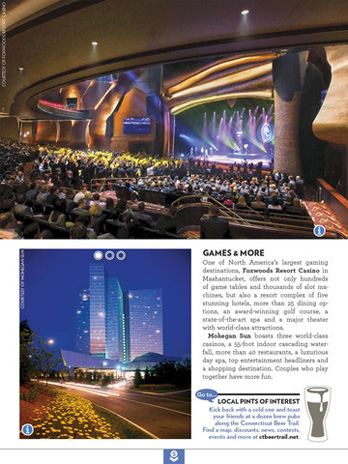 COURTESY OF FOXWOODS RESORT CASINO
COURTESY OF MOHEGAN SUN
GAMES & MORE
One of North America's largest gaming
destinations, Foxwoods Resort Casino in
Mashantucket, offers not only hundreds
of game tables and thousands of slot ma-
chines, but also a resort complex of five
stunning hotels, more than 25 dining op-
tions, an award-winning golf course, a
state-of-the-art spa and a major theater
with world-class attractions.
Mohegan Sun boasts three world-class
casinos, a 55-foot indoor cascading water-
fall, more than 40 restaurants, a luxurious
day spa, top entertainment headliners and
a shopping destination. Couples who play
together have more fun.
Go to...
LOCAL PINTS OF INTEREST
Kick back with a cold one and toast
your friends at a dozen brew pubs
along the Connecticut Beer Trail.
Find a map, discounts, news, contests,
events and more at ctbeertrail.net.